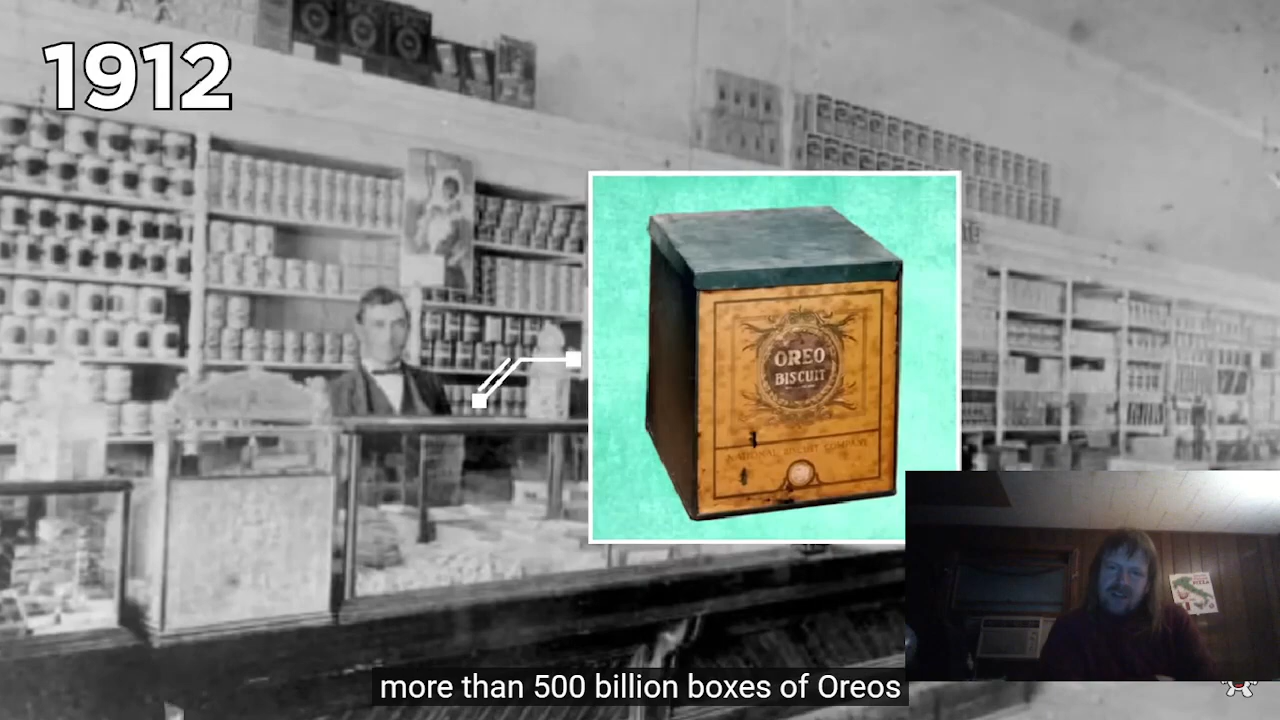 1912
OREO
BISCUIT
NATIONAL BISCUIT COMPANY
more than 500 billion boxes of Oreos